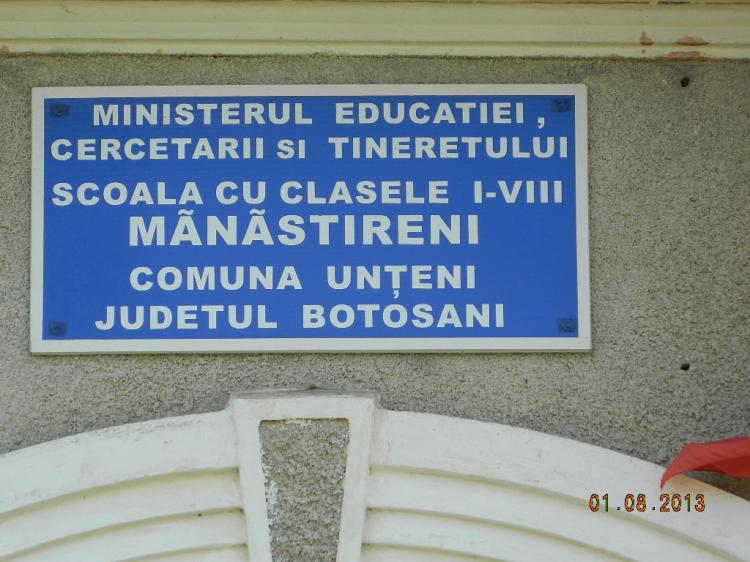 MINISTERUL EDUCATIEI ,
CERCETARII SI TINERETULUI
SCOALA CU CLASELE I-VIII
MÃNÃSTIRENI
COMUNA UNȚENI
JUDETUL BOTOSANI
01.08.2013